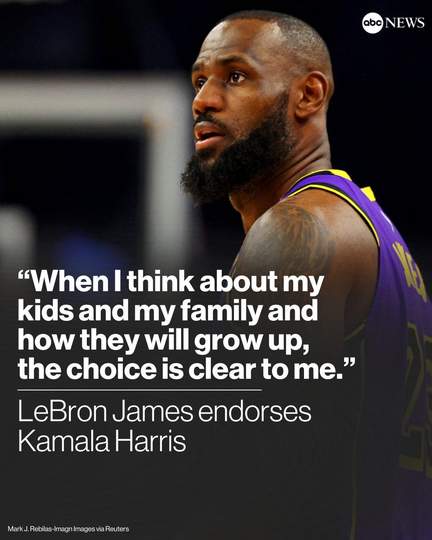 abc NEWS
“When I think about my
kids and my family and
how they will grow up,
the choice is clear to me.”
LeBron James endorses
Kamala Harris
Mark J. Rebilas-Imagn Images via Reuters